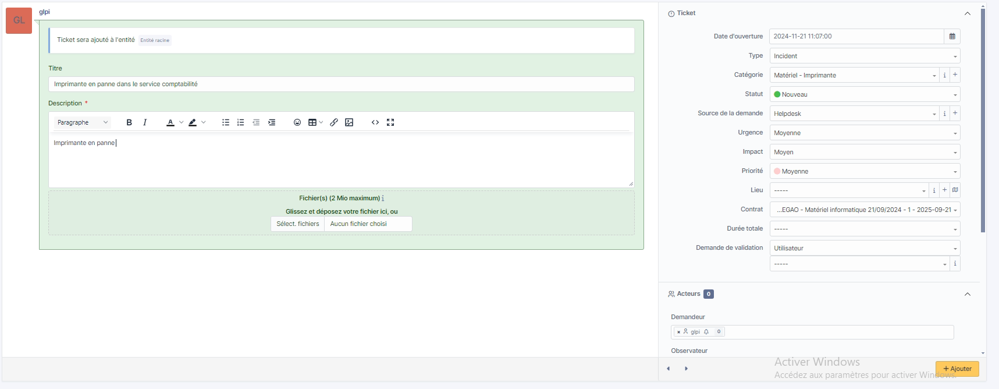 GL
glpi
Ticket sera ajouté à l'entité Entité racine
Titre
Imprimante en panne dans le service comptabilité
Description *
Paragraphe B I A
Imprimante en panne
Fichier(s) (2 Mio maximum) i
Glissez et déposez votre fichier ici, ou
Sélect. fichiers Aucun fichier choisi
Ticket
Date d'ouverture 2024-11-21 11:07:00
Type Incident
Catégorie Matériel - Imprimante i +
Statut Nouveau
Source de la demande Helpdesk i +
Urgence Moyenne
Impact Moyen
Priorité Moyenne
Lieu ----- i +
Contrat ...EGAO - Matériel informatique 21/09/2024 - 1 - 2025-09-21
Durée totale -----
Demande de validation Utilisateur
----- i
Acteurs 0
Demandeur
× glpi 0
Observateur
Activer Windows
Accédez aux paramètres pour activer Windows.
+ Ajouter